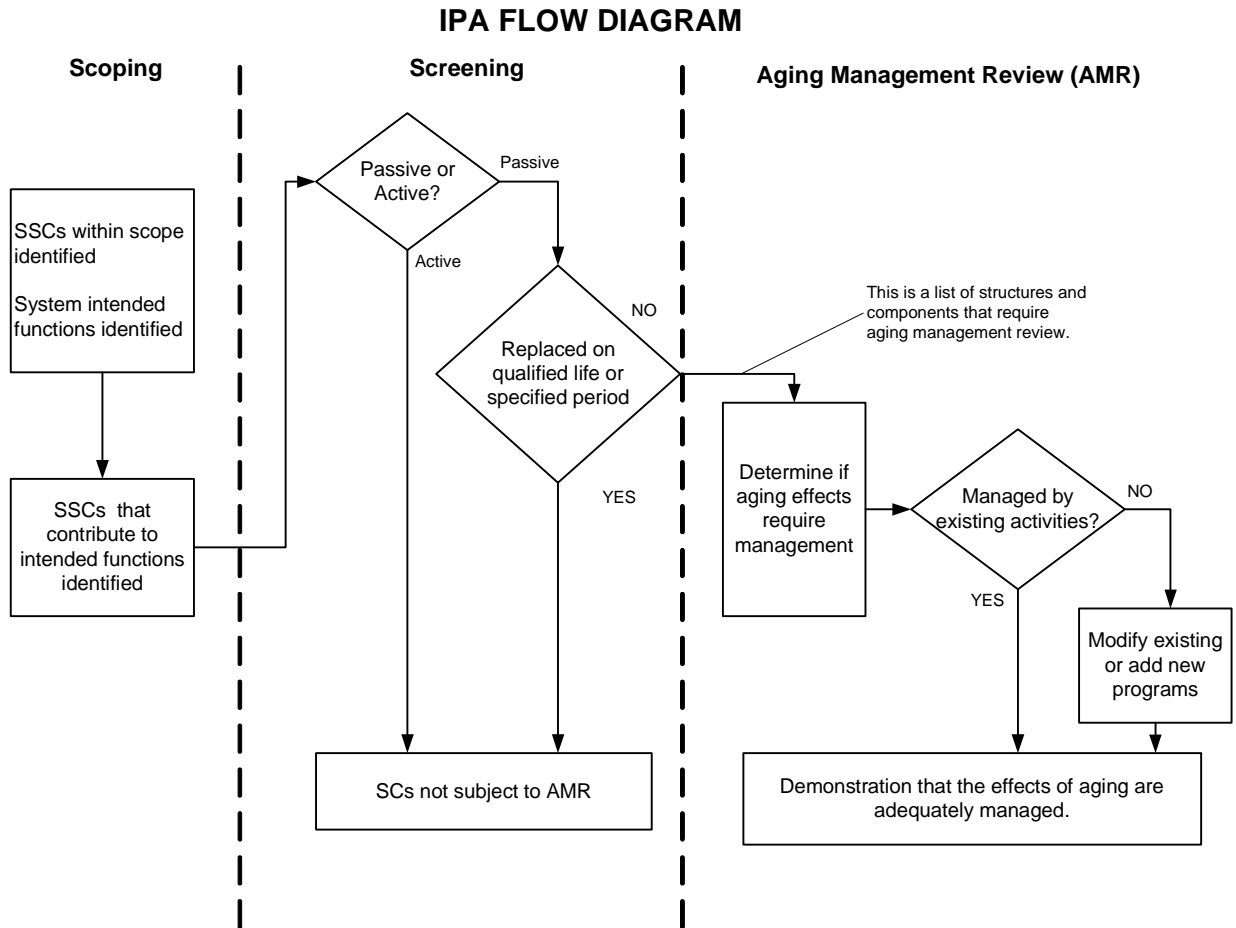 IPA FLOW DIAGRAM
Scoping
Screening
Aging Management Review (AMR)
SSCs within scope
identified
System intended
functions identified
SSCs that
contribute to
intended functions
identified
Passive or
Active?
Passive
Active
Replaced on
qualified life or
specified period
NO
YES
SCs not subject to AMR
This is a list of structures and
components that require
aging management review.
Determine if
aging effects
require
management
Managed by
existing activities?
NO
YES
Modify existing
or add new
programs
Demonstration that the effects of aging are
adequately managed.